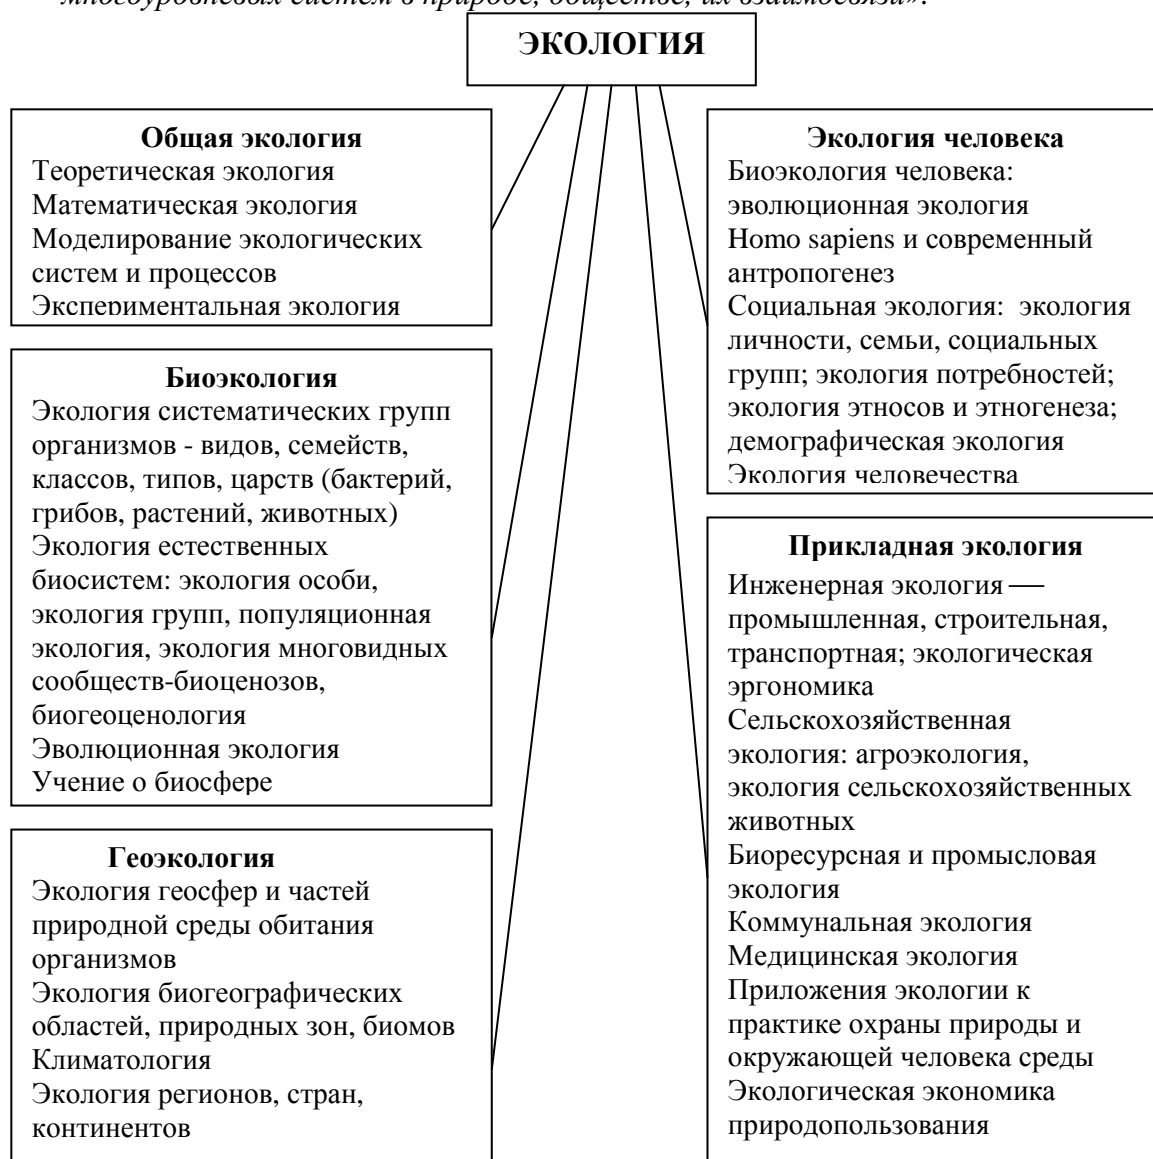 многоуровневых систем в природе, обществе, их взаимосвязи».
ЭКОЛОГИЯ
Общая экология
Теоретическая экология
Математическая экология
Моделирование экологических
систем и процессов
Экспериментальная экология
Биоэкология
Экология систематических групп
организмов - видов, семейств,
классов, типов, царств (бактерий,
грибов, растений, животных)
Экология естественных
биосистем: экология особи,
экология групп, популяционная
экология, экология многовидных
сообществ-биоценозов,
биогеоценология
Эволюционная экология
Учение о биосфере
Геоэкология
Экология геосфер и частей
природной среды обитания
организмов
Экология биогеографических
областей, природных зон, биомов
Климатология
Экология регионов, стран,
континентов
Экология человека
Биоэкология человека:
эволюционная экология
Homo sapiens и современный
антропогенез
Социальная экология:  экология
личности, семьи, социальных
групп; экология потребностей;
экология этносов и этногенеза;
демографическая экология
Экология человечества
Прикладная экология
Инженерная экология —
промышленная, строительная,
транспортная; экологическая
эргономика
Сельскохозяйственная
экология: агроэкология,
экология сельскохозяйственных
животных
Биоресурсная и промысловая
экология
Коммунальная экология
Медицинская экология
Приложения экологии к
практике охраны природы и
окружающей человека среды
Экологическая экономика
природопользования